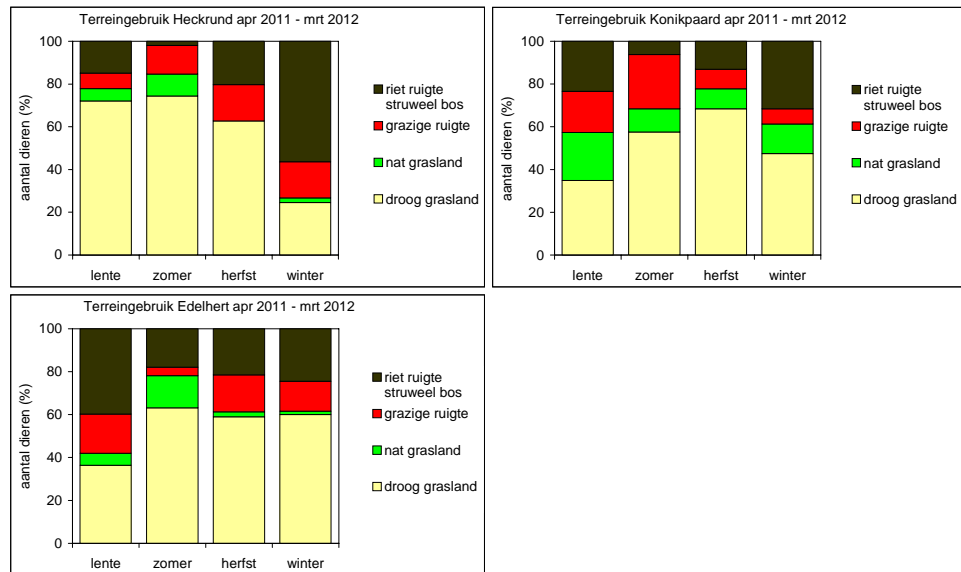 Terreingebruik Heckrund apr 2011 - mrt 2012
aantal dieren (%)
100
80
60
40
20
0
lente zomer herfst winter
riet ruigte
struweel bos
grazige ruigte
nat grasland
droog grasland
Terreingebruik Konikpaard apr 2011 - mrt 2012
aantal dieren (%)
100
80
60
40
20
0
lente zomer herfst winter
riet ruigte
struweel bos
grazige ruigte
nat grasland
droog grasland
Terreingebruik Edelhert apr 2011 - mrt 2012
aantal dieren (%)
100
80
60
40
20
0
lente zomer herfst winter
riet ruigte
struweel bos
grazige ruigte
nat grasland
droog grasland